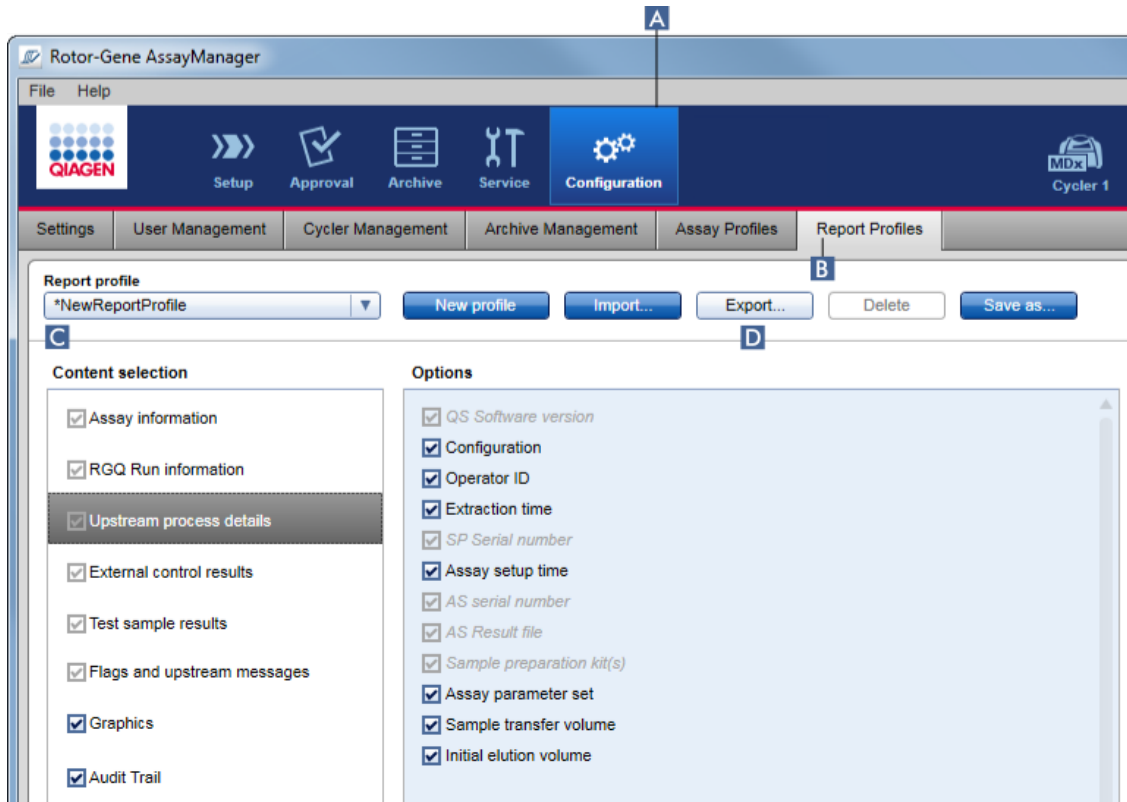 A
Rotor-Gene AssayManager
File Help
QIAGEN
Setup Approval Archive Service Configuration
MDx
Cycler 1
Settings User Management Cycler Management Archive Management Assay Profiles Report Profiles
B
Report profile
*NewReportProfile New profile Import... Export... Delete Save as...
C D
Content selection Options
Assay information
RGQ Run information
Upstream process details
External control results
Test sample results
Flags and upstream messages
Graphics
Audit Trail
QS Software version
Configuration
Operator ID
Extraction time
SP Serial number
Assay setup time
AS serial number
AS Result file
Sample preparation kit(s)
Assay parameter set
Sample transfer volume
Initial elution volume